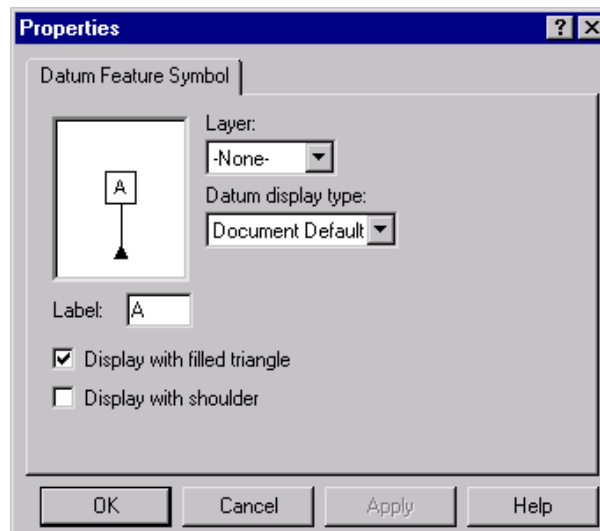 Properties
Datum Feature Symbol
A
Layer:
-None-
Datum display type:
Document Default
Label: A
Display with filled triangle
Display with shoulder
OK Cancel Apply Help